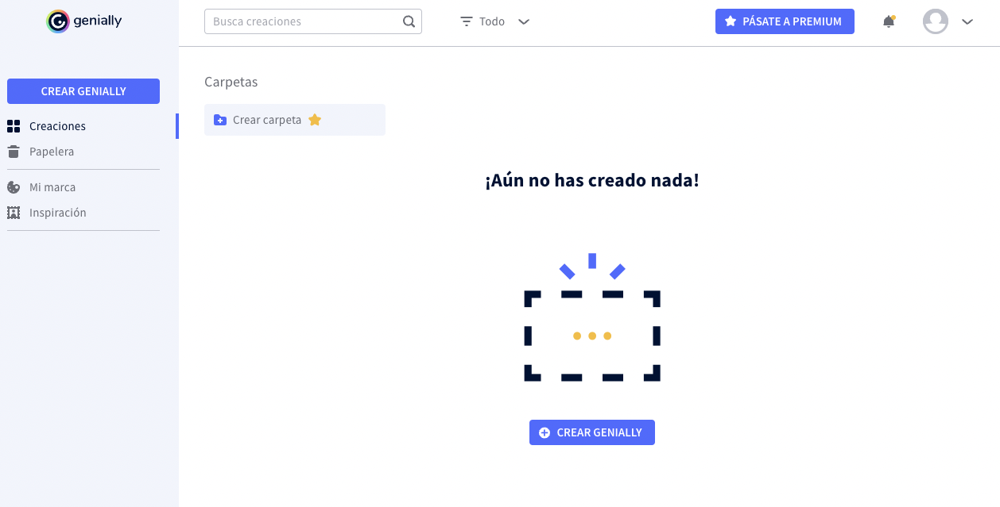 genially
Busca creaciones
Todo
PÁSATE A PREMIUM
CREAR GENIALLY
Creaciones
Papelera
Mi marca
Inspiración
Carpetas
Crear carpeta
¡Aún no has creado nada!
CREAR GENIALLY